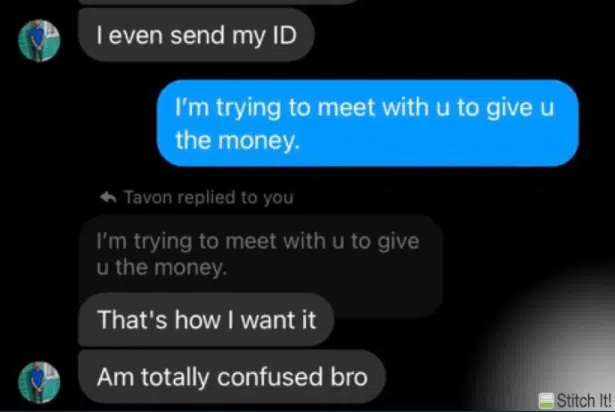 I even send my ID
I'm trying to meet with u to give u
the money.
Tavon replied to you
I'm trying to meet with u to give
u the money.
That's how I want it
Am totally confused bro
Stitch It!